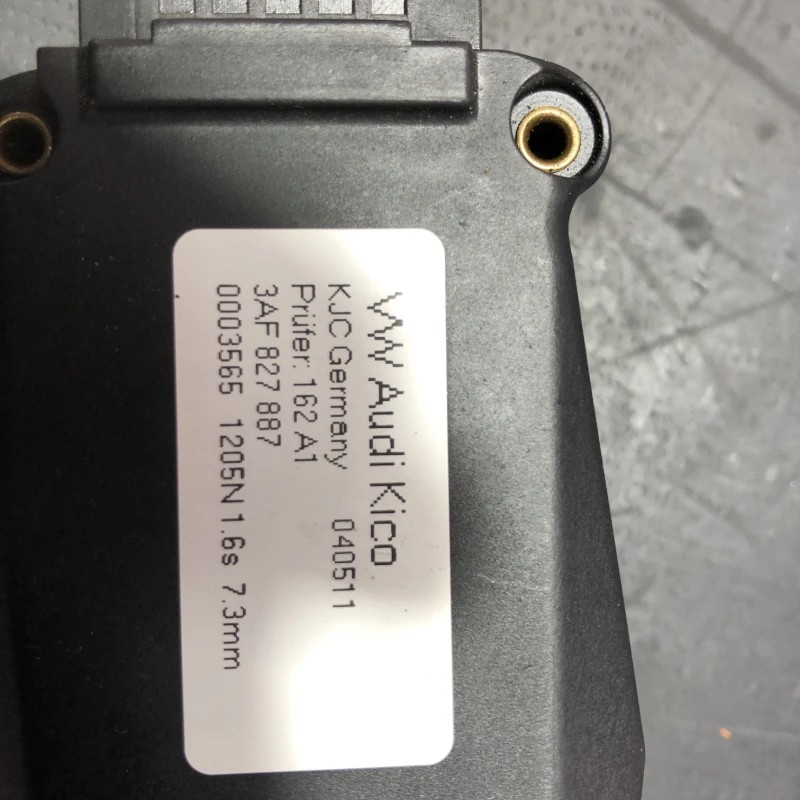 VW Audi Kico
KJC Germany 040511
Prüfer: 162 A1
3AF 827 887
0003565 1205N 1.6s 7.3mm